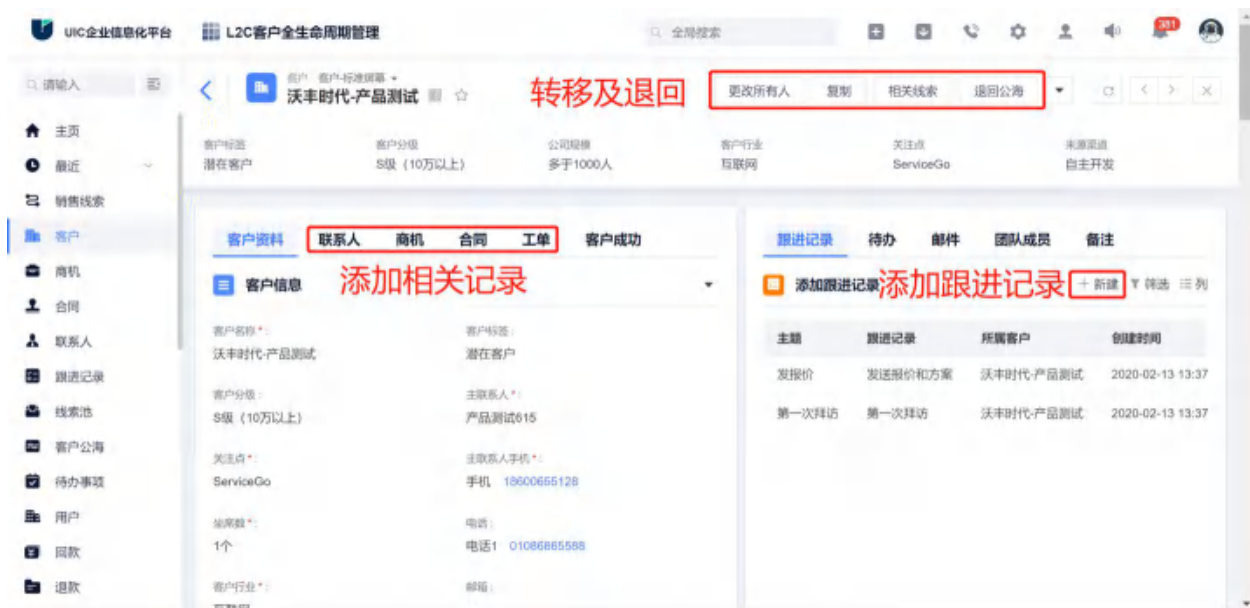 UIC企业信息化平台
L2C客户全生命周期管理
全局搜索
381
请输入
客户 客户-标准屏幕
沃丰时代-产品测试
转移及退回
更改所有人 复制 相关线索 退回公海
主页
最近
销售线索
客户
商机
合同
联系人
跟进记录
线索池
客户公海
待办事项
用户
回款
退款
客户标签
潜在客户
客户分级
S级（10万以上）
公司规模
多于1000人
客户行业
互联网
关注点
ServiceGo
来源渠道
自主开发
客户资料 联系人 商机 合同 工单 客户成功
客户信息
添加相关记录
客户名称*:
沃丰时代-产品测试
客户标签:
潜在客户
客户分级:
S级（10万以上）
主联系人*:
产品测试615
关注点*:
ServiceGo
主联系人手机*:
手机 18600655128
坐席数*:
1个
电话:
电话1 01086865588
客户行业*:
互联网
邮箱:
跟进记录 待办 邮件 团队成员 备注
添加跟进记录
添加跟进记录
+ 新建 筛选 列
主题 跟进记录 所属客户 创建时间
发报价 发送报价和方案 沃丰时代-产品测试 2020-02-13 13:37
第一次拜访 第一次拜访 沃丰时代-产品测试 2020-02-13 13:37